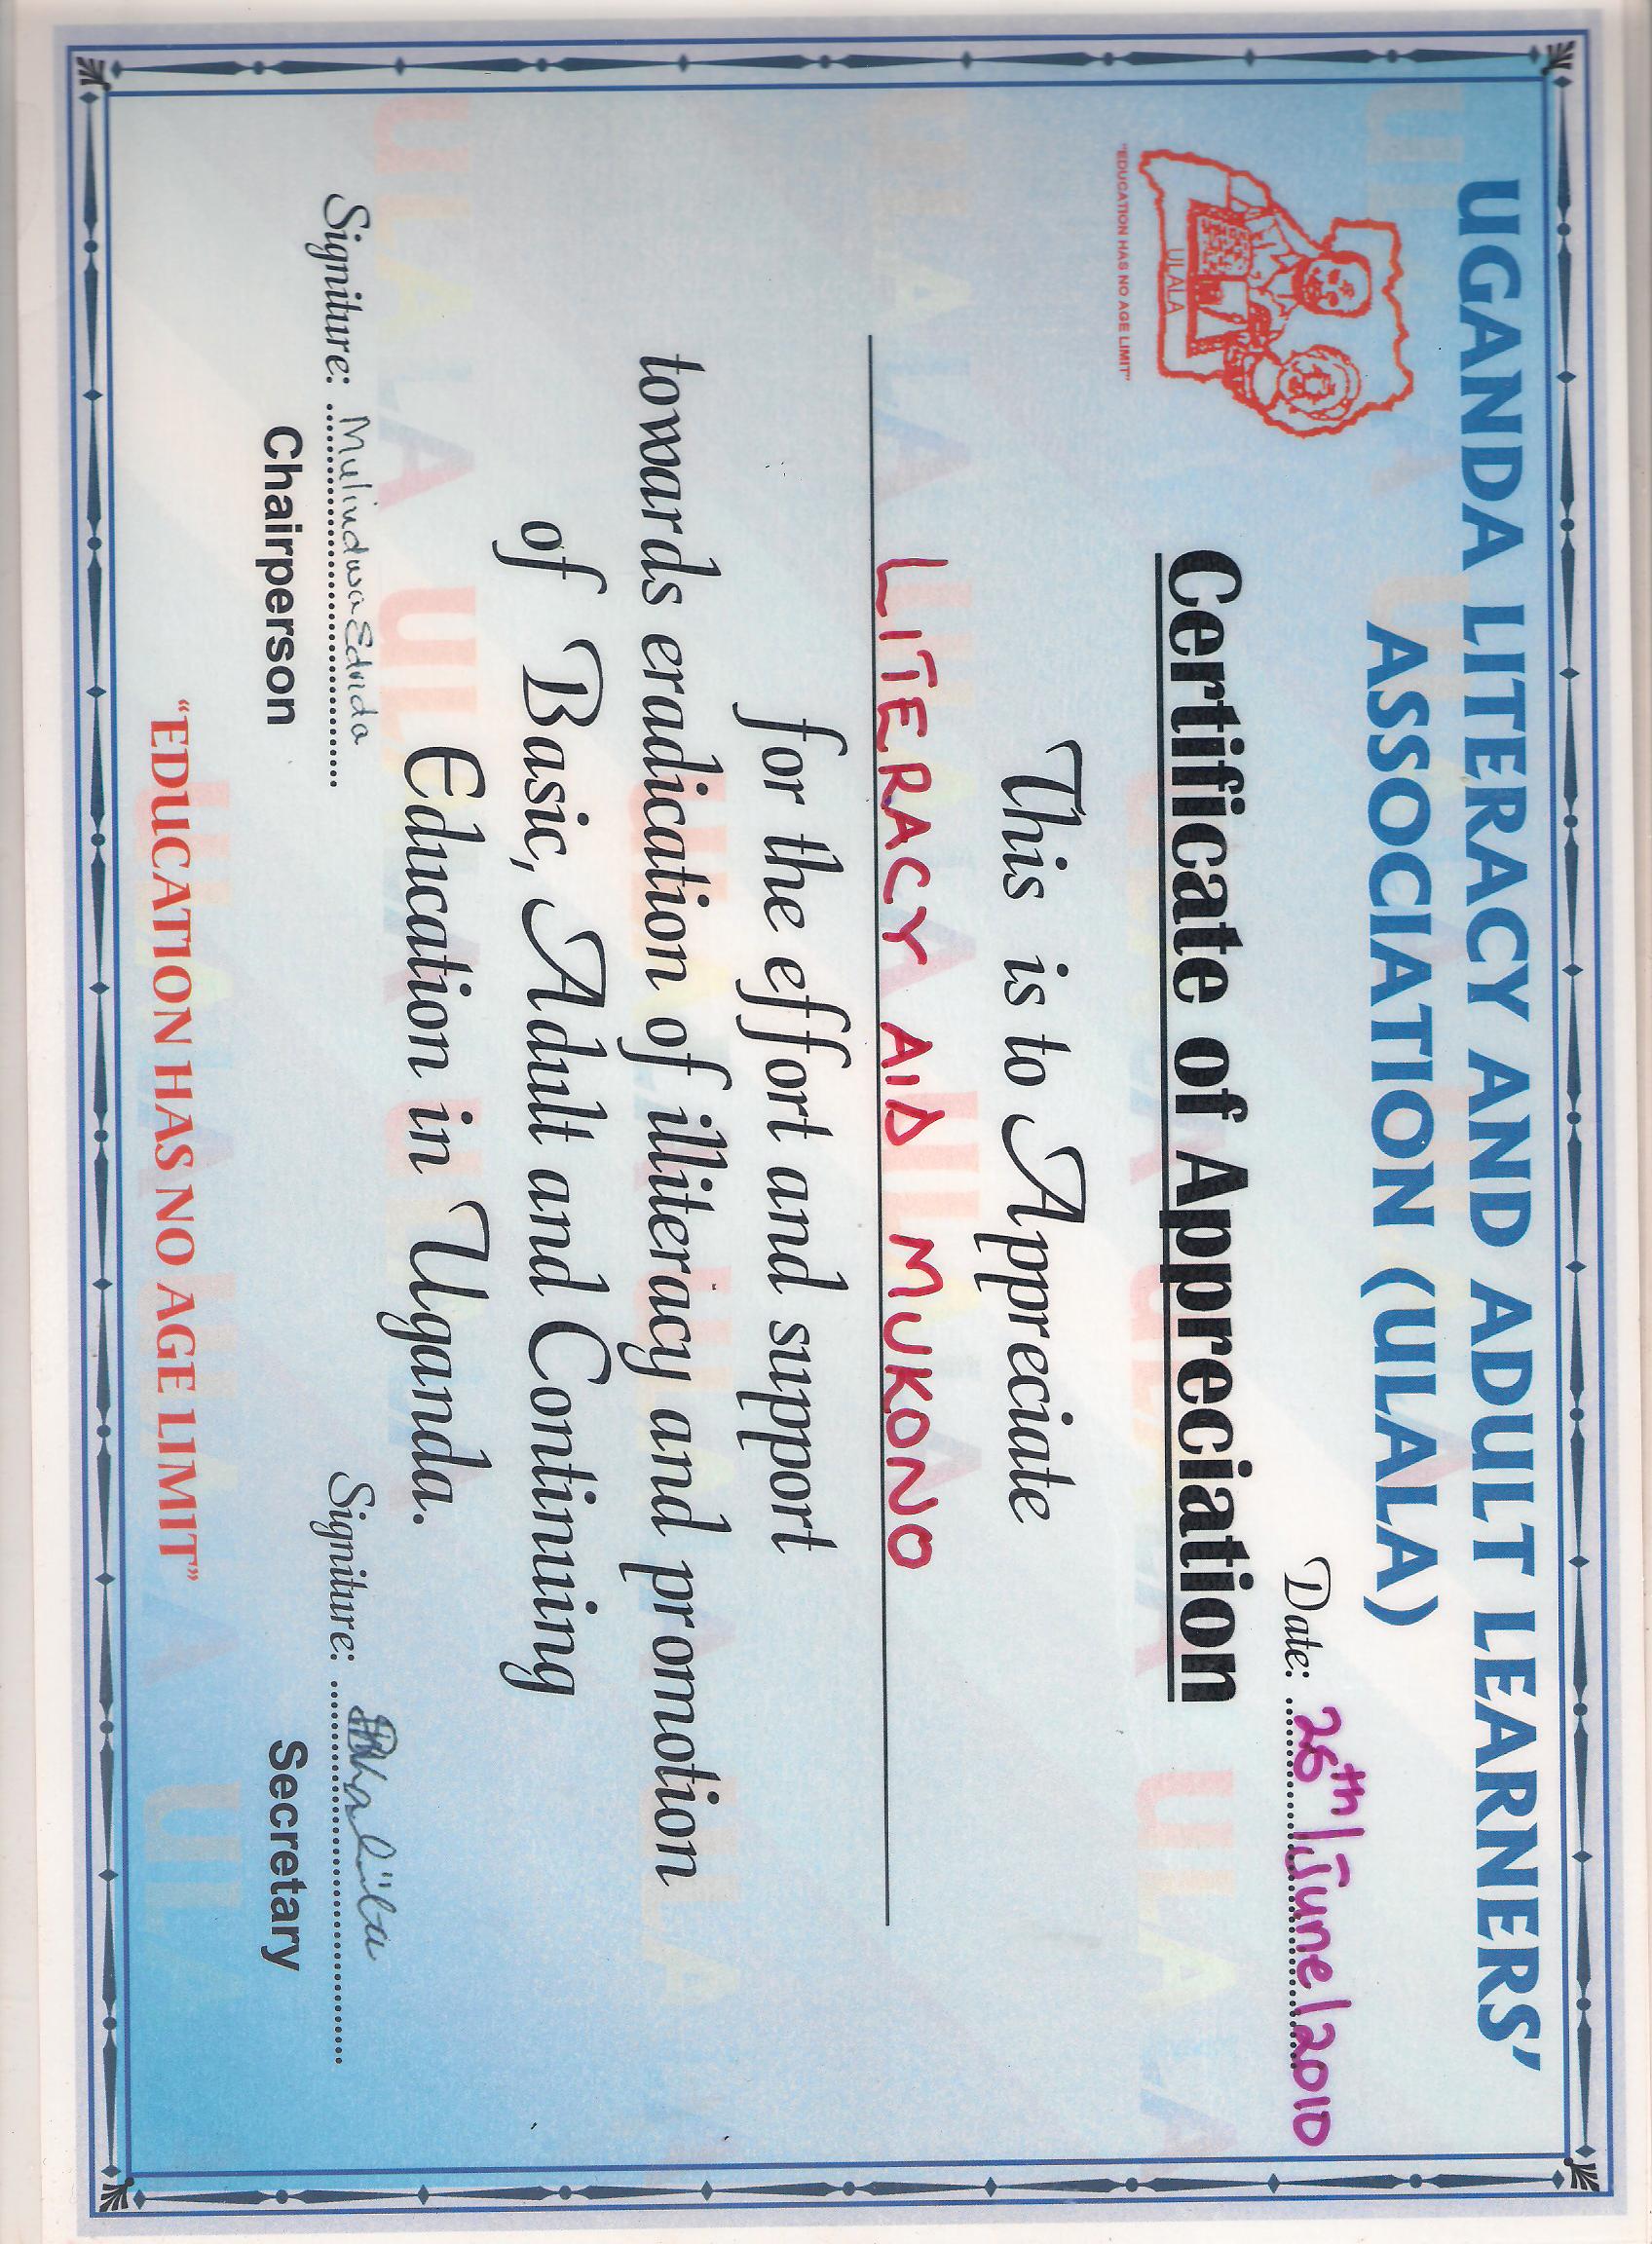 UGANDA LITERACY AND ADULT LEARNERS'
ASSOCIATION (ULALA)
ULALA
"EDUCATION HAS NO AGE LIMIT"
Date: 26th/June/2010
Certificate of Appreciation
This is to Appreciate
LITERACY AID MUKONO
for the effort and support
towards eradication of illiteracy and promotion
of Basic, Adult and Continuing
Education in Uganda.
Signiture: Mulindwa
Chairperson
Signiture:
Secretary
"EDUCATION HAS NO AGE LIMIT"